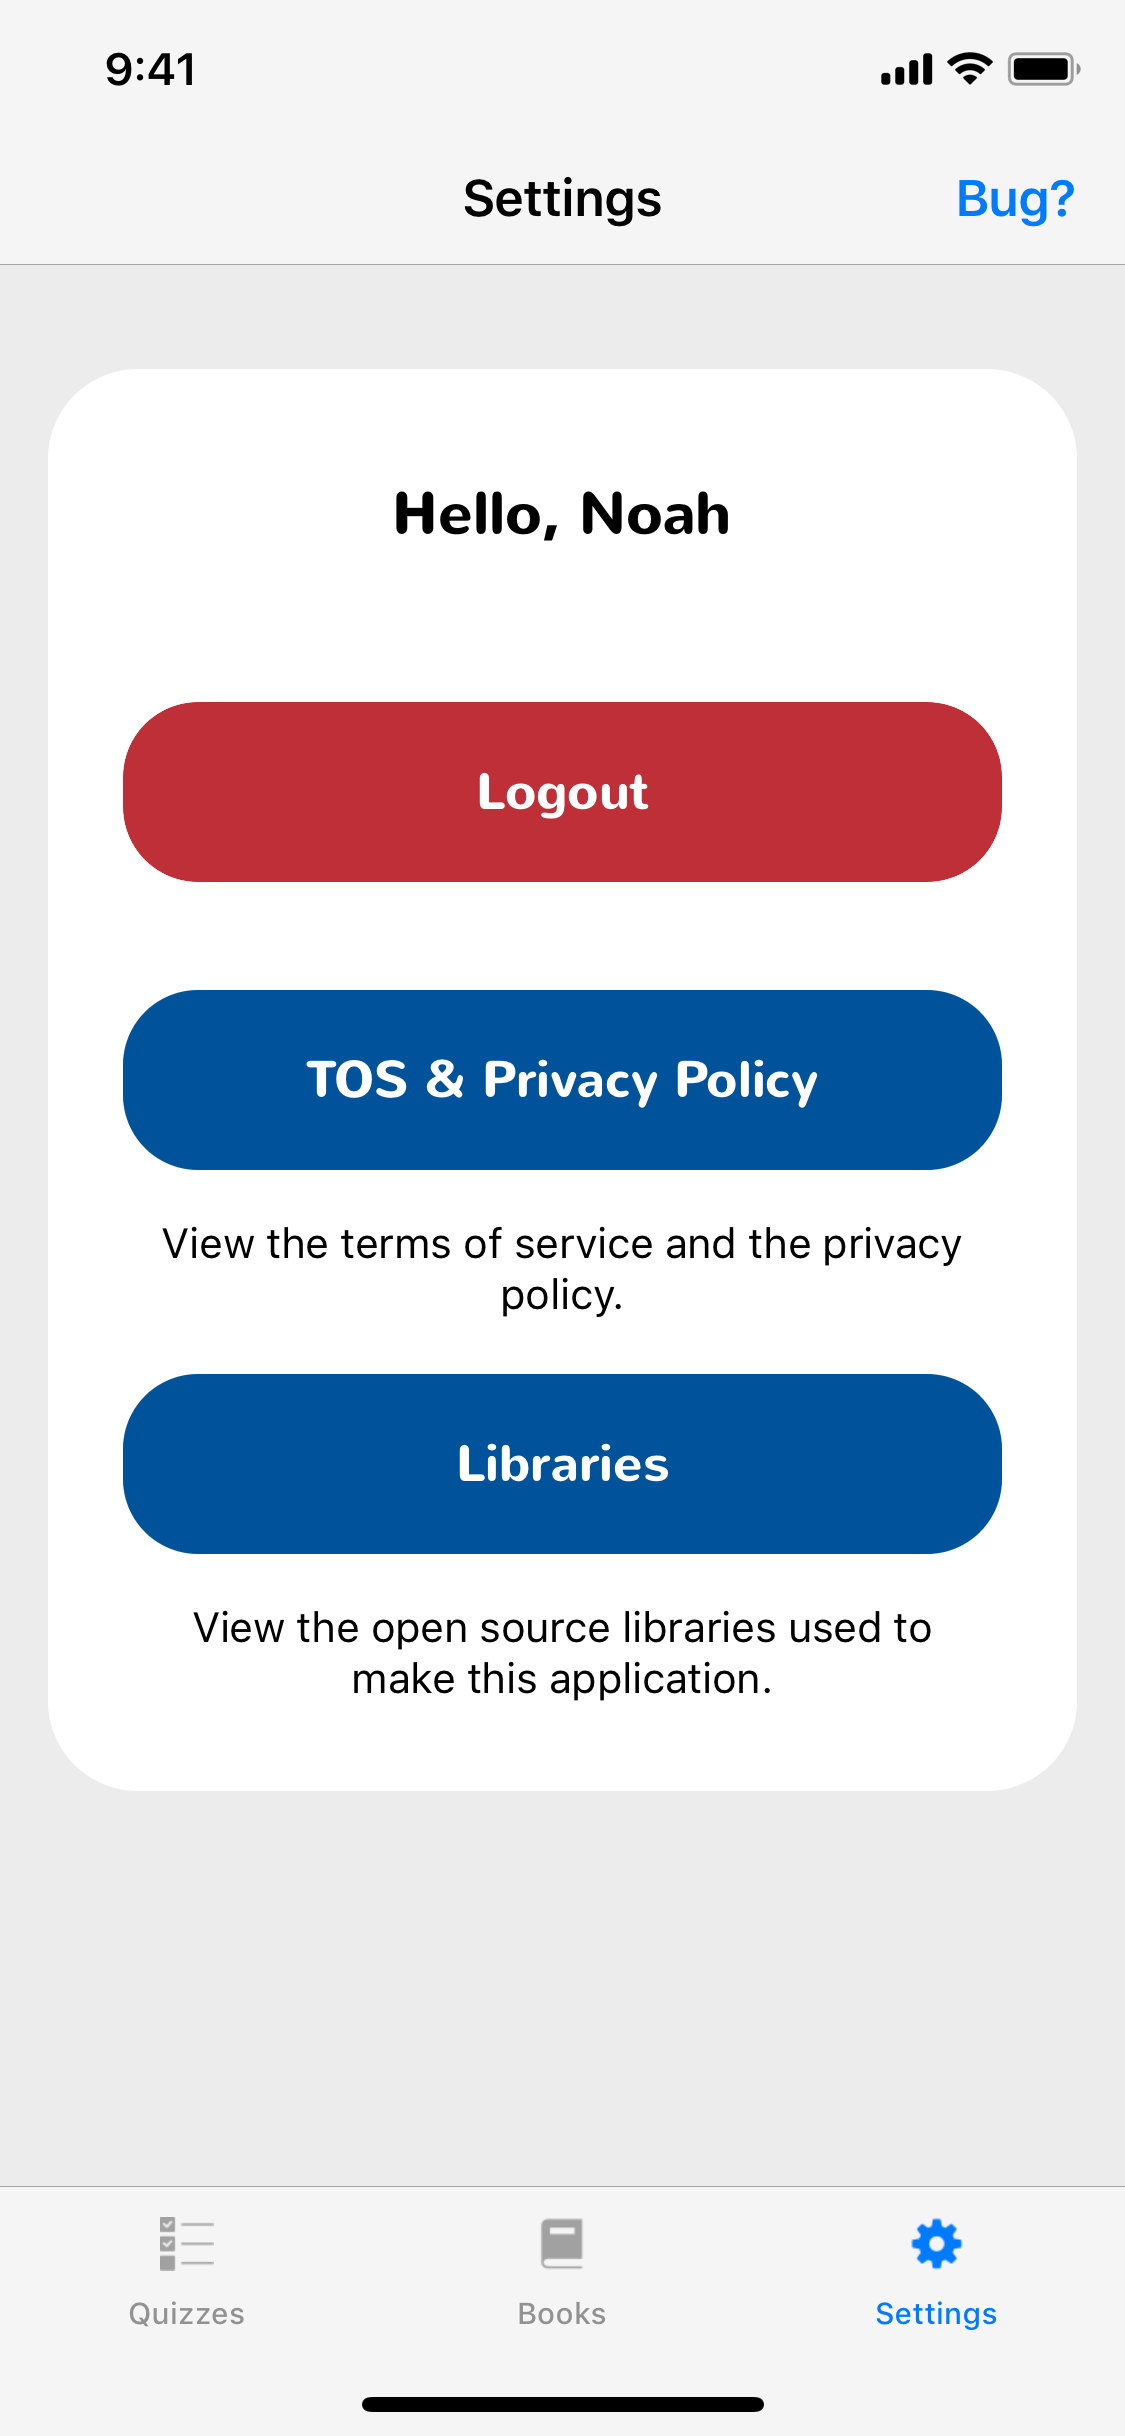 9:41
Settings
Bug?
Hello, Noah
Logout
TOS & Privacy Policy
View the terms of service and the privacy
policy.
Libraries
View the open source libraries used to
make this application.
Quizzes
Books
Settings